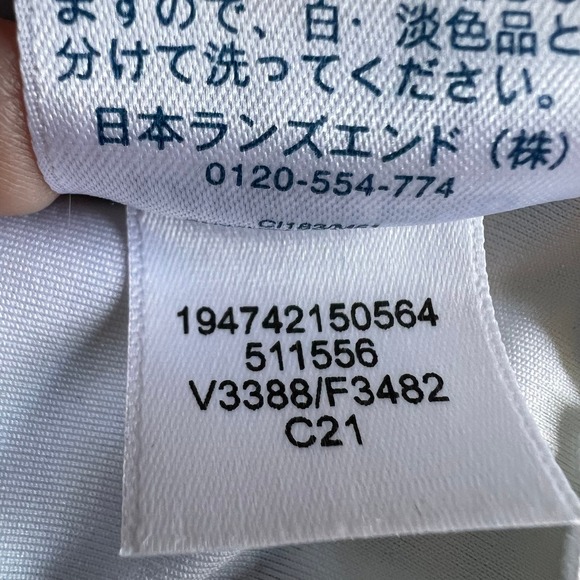 ますので、白・淡色品と
分けて洗ってください。
日本ランズエンド（株）
0120-554-774
194742150564
511556
V3388/F3482
C21